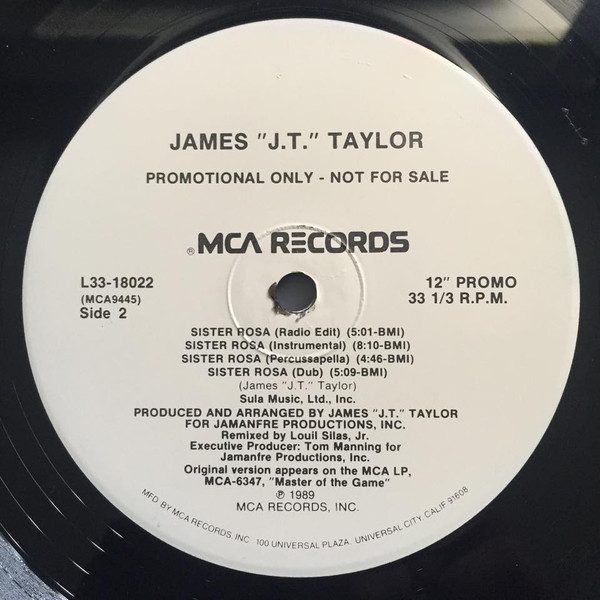 JAMES "J.T." TAYLOR
PROMOTIONAL ONLY - NOT FOR SALE
® MCA RECORDS
L33-18022
(MCA9445)
Side 2
12" PROMO
33 1/3 R.P.M.
SISTER ROSA (Radio Edit) (5:01-BMI)
SISTER ROSA (Instrumental) (8:10-BMI)
SISTER ROSA (Percussapella) (4:46-BMI)
SISTER ROSA (Dub) (5:09-BMI)
(James "J.T." Taylor)
Sula Music, Ltd., Inc.
PRODUCED AND ARRANGED BY JAMES "J.T." TAYLOR
FOR JAMANFRE PRODUCTIONS, INC.
Remixed by Louil Silas, Jr.
Executive Producer: Tom Manning for
Jamanfre Productions, Inc.
Original version appears on the MCA LP,
MCA-6347, "Master of the Game"
℗ 1989
MCA RECORDS, INC.
MFD BY MCA RECORDS, INC 100 UNIVERSAL PLAZA, UNIVERSAL CITY, CALIF 91608